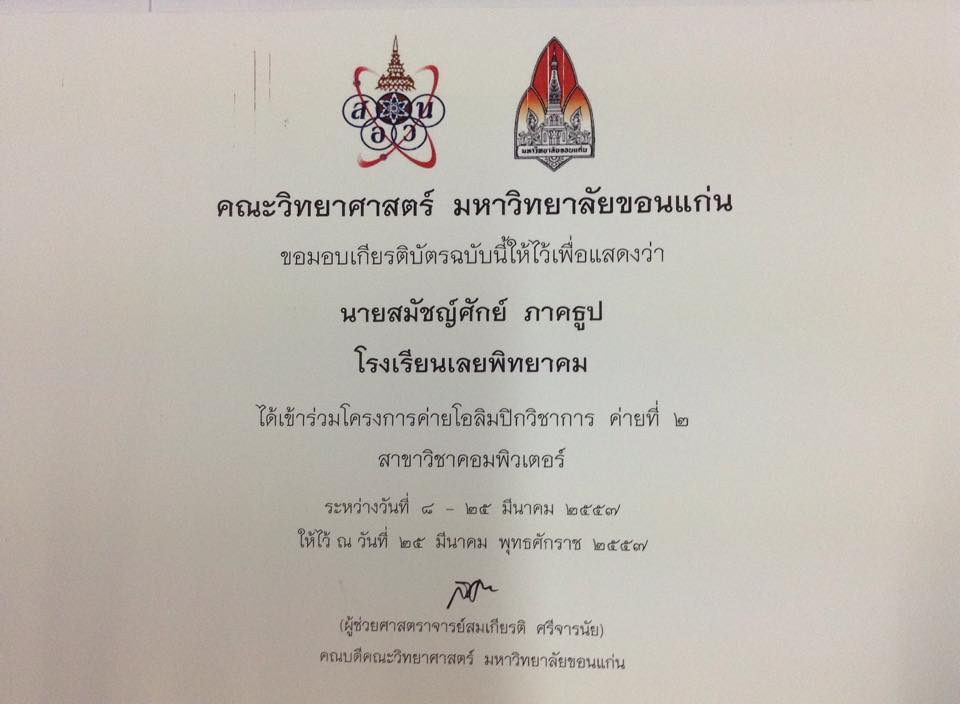 ส อ ว น
มหาวิทยาลัยขอนแก่น
คณะวิทยาศาสตร์ มหาวิทยาลัยขอนแก่น
ขอมอบเกียรติบัตรฉบับนี้ให้ไว้เพื่อแสดงว่า
นายสมัชญ์ศักย์ ภาคธูป
โรงเรียนเลยพิทยาคม
ได้เข้าร่วมโครงการค่ายโอลิมปิกวิชาการ ค่ายที่ ๒
สาขาวิชาคอมพิวเตอร์
ระหว่างวันที่ ๘ - ๒๕ มีนาคม ๒๕๕๗
ให้ไว้ ณ วันที่ ๒๕ มีนาคม พุทธศักราช ๒๕๕๗
(ผู้ช่วยศาสตราจารย์สมเกียรติ ศรีจารนัย)
คณบดีคณะวิทยาศาสตร์ มหาวิทยาลัยขอนแก่น